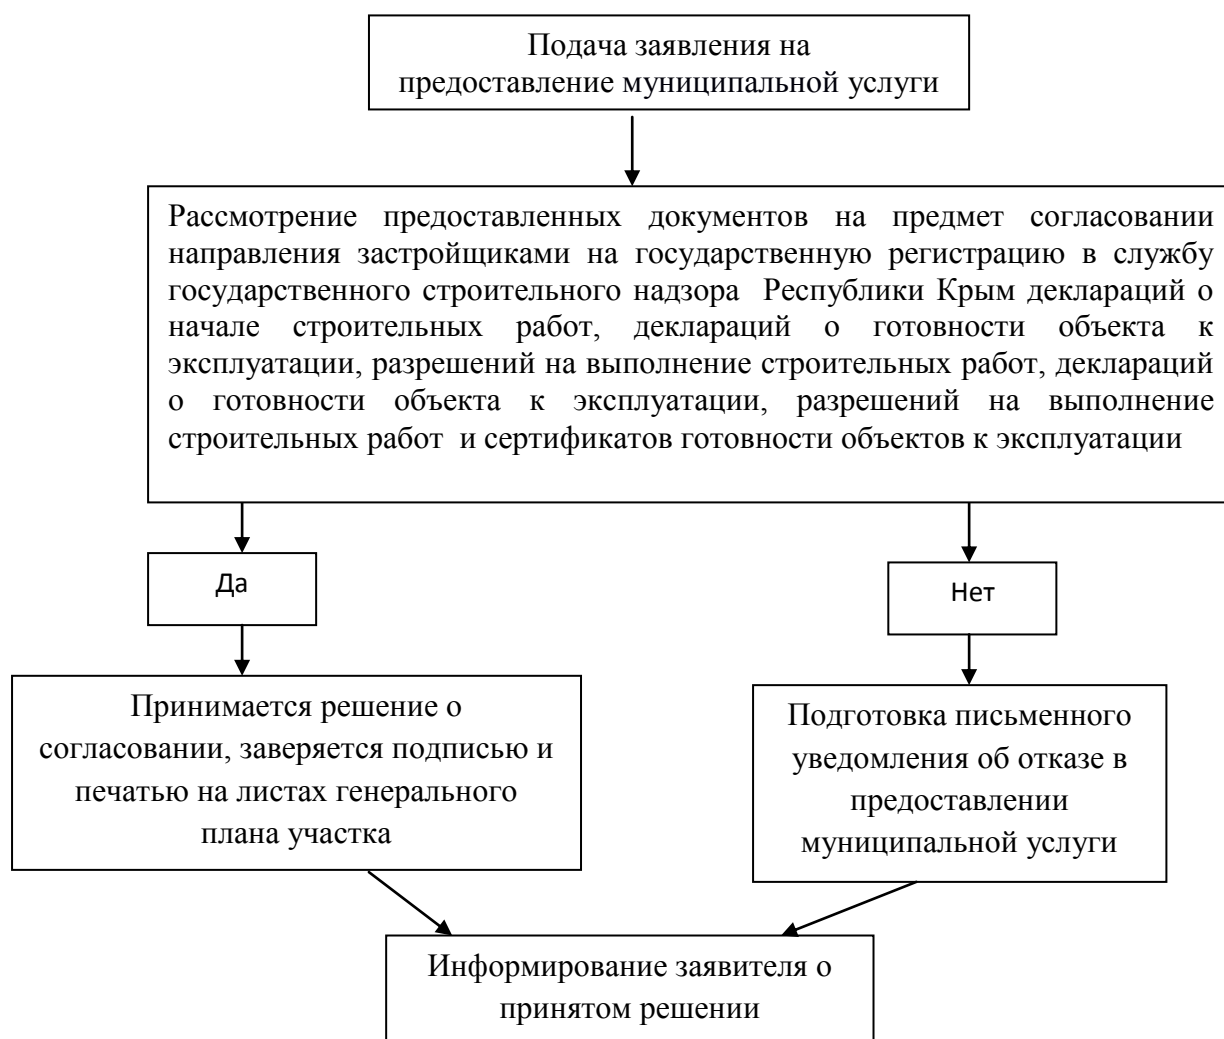 Подача заявления на
предоставление муниципальной услуги
Рассмотрение предоставленных документов на предмет согласовании
направления застройщиками на государственную регистрацию в службу
государственного строительного надзора Республики Крым деклараций о
начале строительных работ, деклараций о готовности объекта к
эксплуатации, разрешений на выполнение строительных работ, деклараций
о готовности объекта к эксплуатации, разрешений на выполнение
строительных работ и сертификатов готовности объектов к эксплуатации
Да
Нет
Принимается решение о
согласовании, заверяется подписью и
печатью на листах генерального
плана участка
Подготовка письменного
уведомления об отказе в
предоставлении
муниципальной услуги
Информирование заявителя о
принятом решении